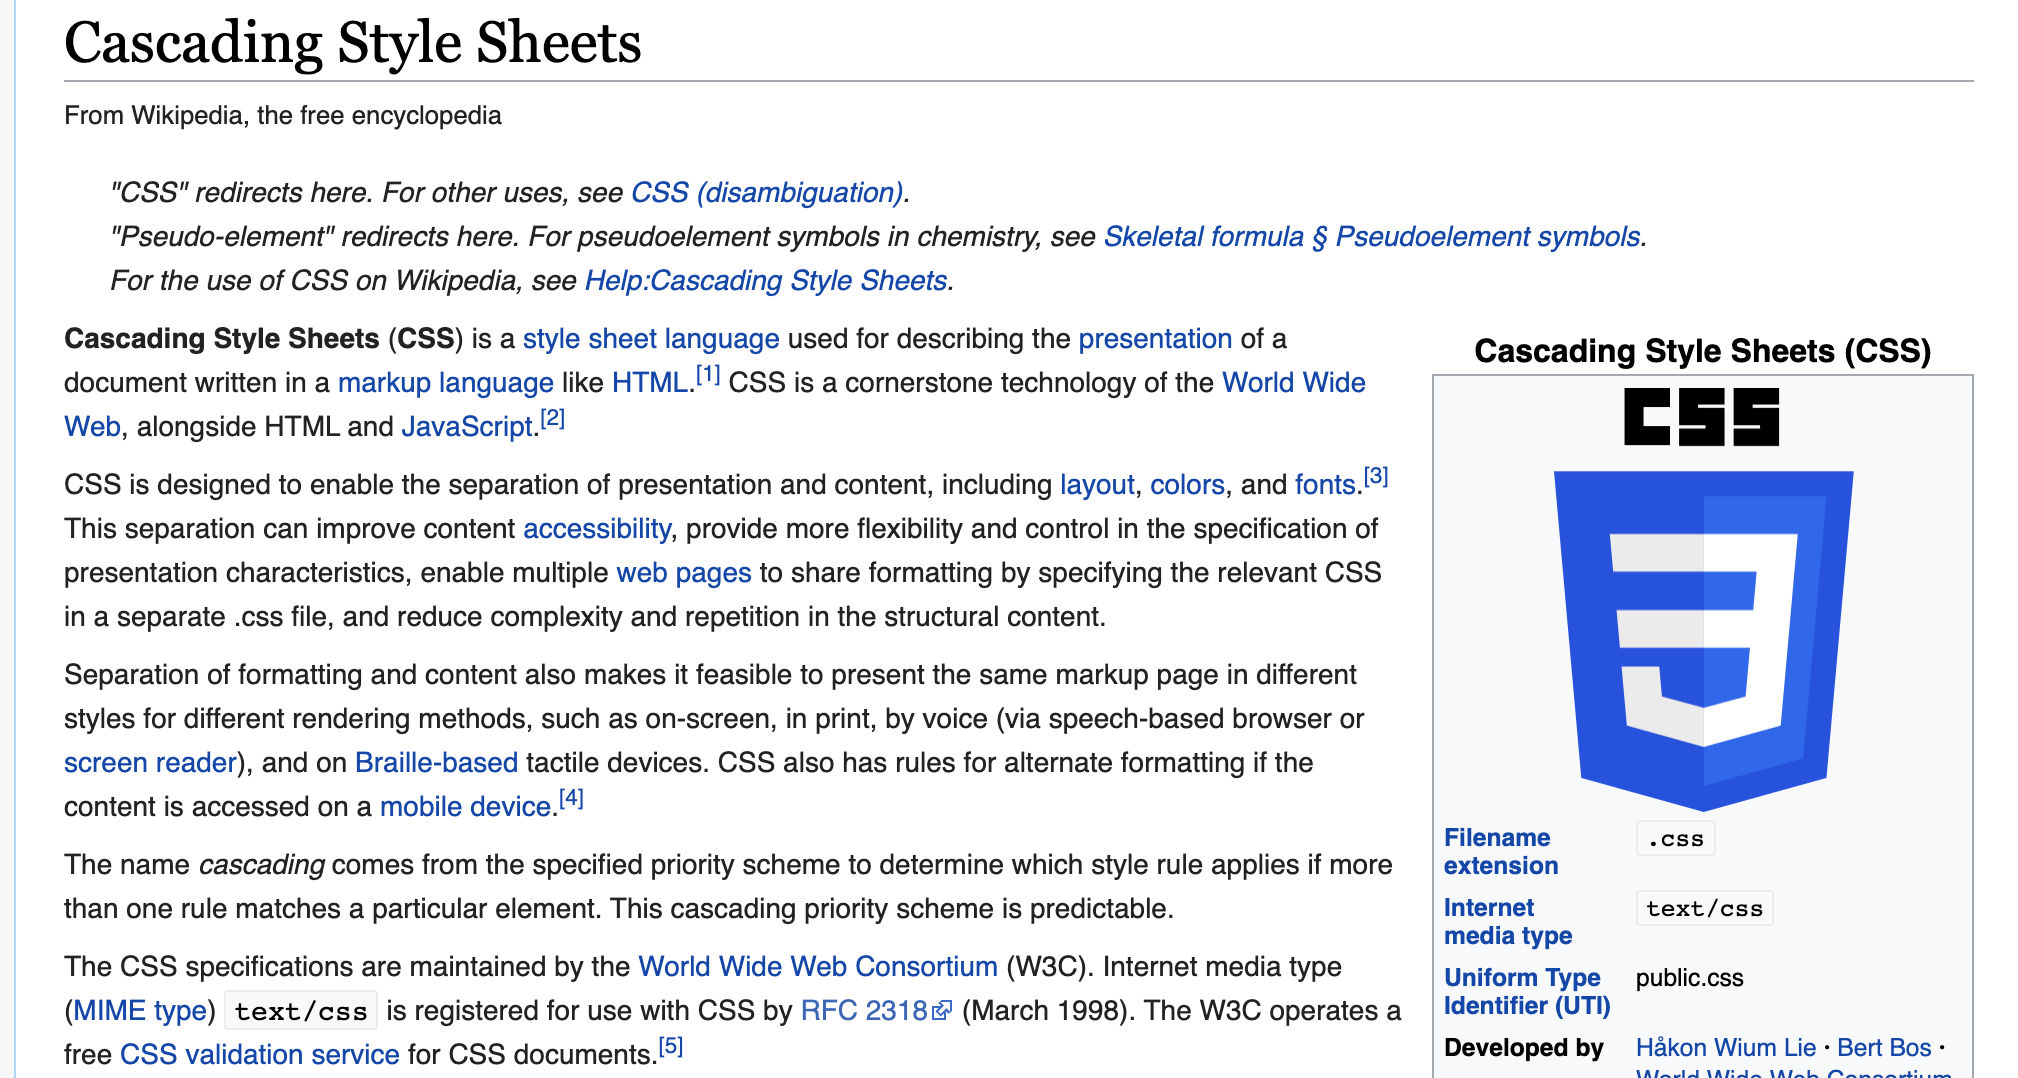 Cascading Style Sheets
From Wikipedia, the free encyclopedia
"CSS" redirects here. For other uses, see CSS (disambiguation).
"Pseudo-element" redirects here. For pseudoelement symbols in chemistry, see Skeletal formula § Pseudoelement symbols.
For the use of CSS on Wikipedia, see Help:Cascading Style Sheets.
Cascading Style Sheets (CSS) is a style sheet language used for describing the presentation of a
document written in a markup language like HTML.[1] CSS is a cornerstone technology of the World Wide
Web, alongside HTML and JavaScript.[2]
CSS is designed to enable the separation of presentation and content, including layout, colors, and fonts.[3]
This separation can improve content accessibility, provide more flexibility and control in the specification of
presentation characteristics, enable multiple web pages to share formatting by specifying the relevant CSS
in a separate .css file, and reduce complexity and repetition in the structural content.
Separation of formatting and content also makes it feasible to present the same markup page in different
styles for different rendering methods, such as on-screen, in print, by voice (via speech-based browser or
screen reader), and on Braille-based tactile devices. CSS also has rules for alternate formatting if the
content is accessed on a mobile device.[4]
The name cascading comes from the specified priority scheme to determine which style rule applies if more
than one rule matches a particular element. This cascading priority scheme is predictable.
The CSS specifications are maintained by the World Wide Web Consortium (W3C). Internet media type
(MIME type) text/css is registered for use with CSS by RFC 2318 (March 1998). The W3C operates a
free CSS validation service for CSS documents.[5]
Cascading Style Sheets (CSS)
CSS
3
Filename
extension
.css
Internet
media type
text/css
Uniform Type
Identifier (UTI)
public.css
Developed by
Håkon Wium Lie · Bert Bos ·
World Wide Web Consortium